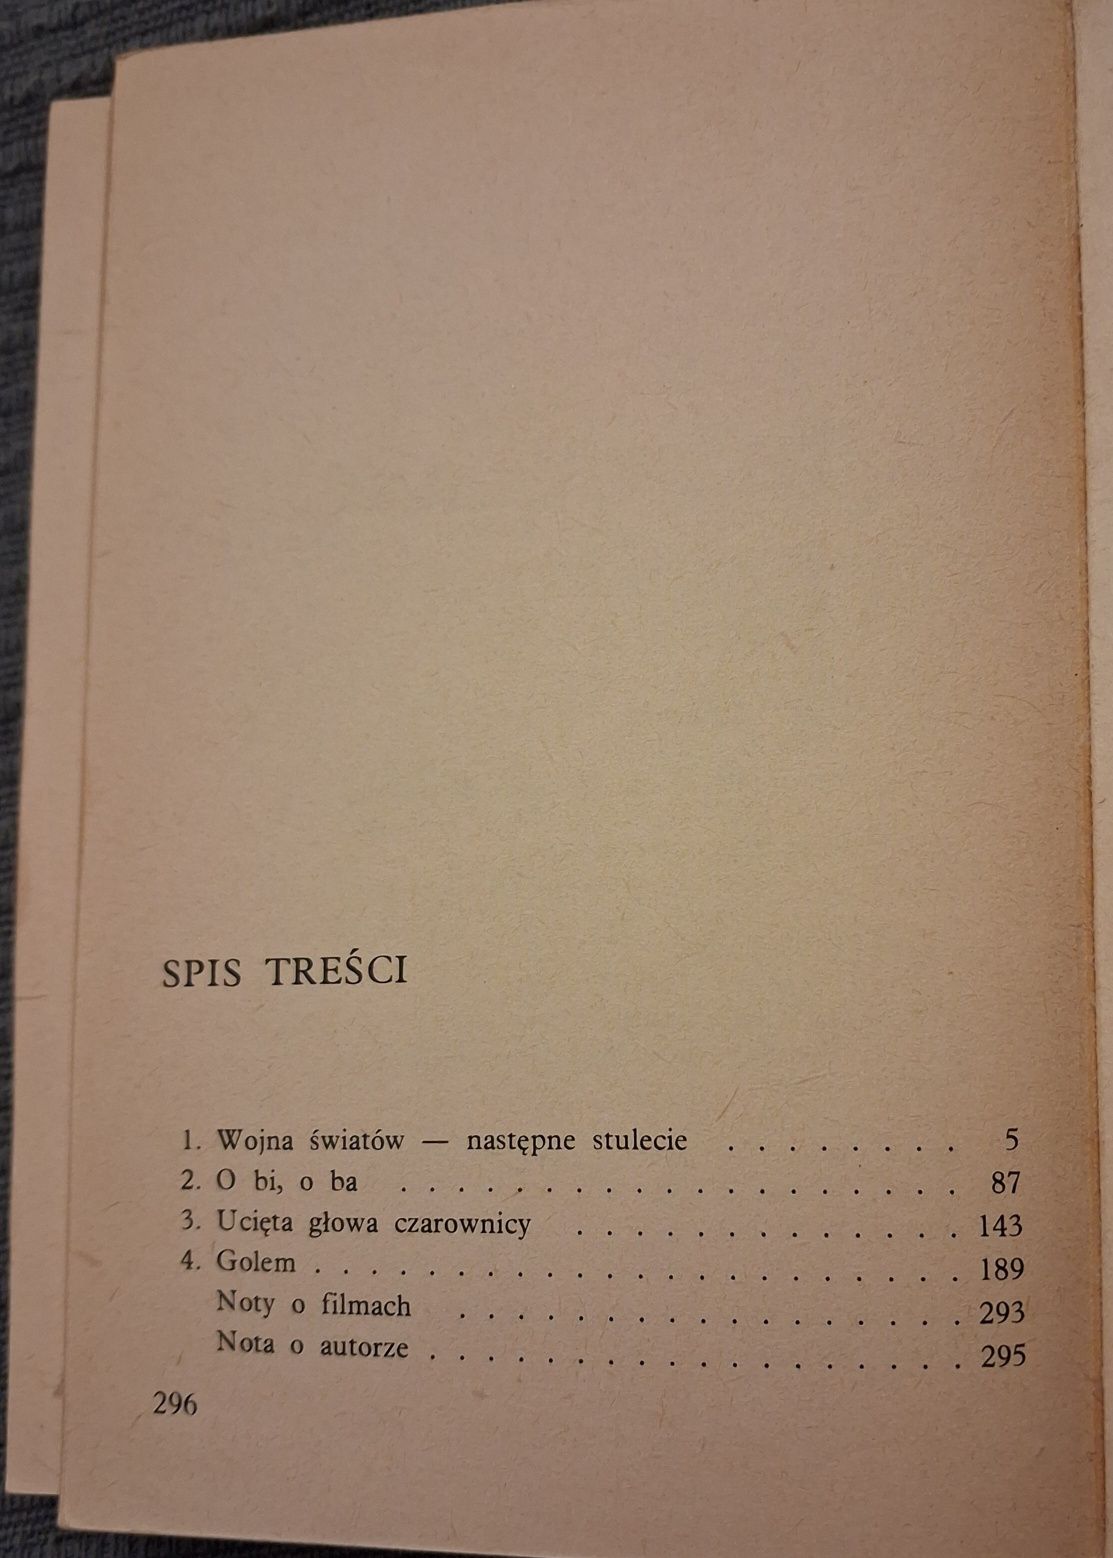 SPIS TREŚCI
1. Wojna światów — następne stulecie . . . . . . . . 5
2. O bi, o ba . . . . . . . . . . . . . . . . . . . 87
3. Ucięta głowa czarownicy . . . . . . . . . . . . . 143
4. Golem . . . . . . . . . . . . . . . . . . . . . . . 189
Noty o filmach . . . . . . . . . . . . . . . . . 293
Nota o autorze . . . . . . . . . . . . . . . . . . . 295
296